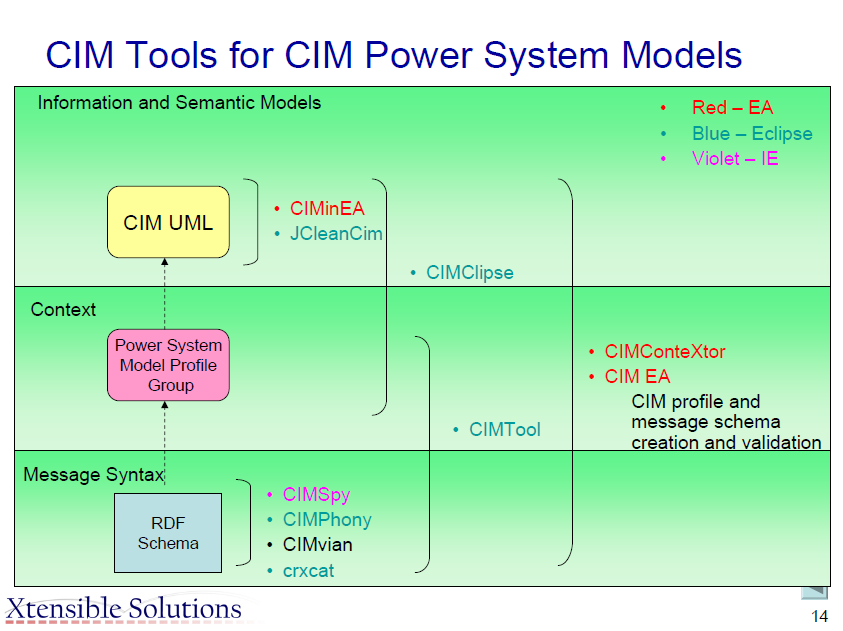 CIM Tools for CIM Power System Models
Information and Semantic Models
• Red – EA
• Blue – Eclipse
• Violet – IE
CIM UML
• CIMinEA
• JCleanCim
• CIMClipse
Context
Power System
Model Profile
Group
• CIMConteXtor
• CIM EA
CIM profile and
message schema
creation and validation
• CIMTool
Message Syntax
RDF
Schema
• CIMSpy
• CIMPhony
• CIMvian
• crxcat
Xtensible Solutions
14